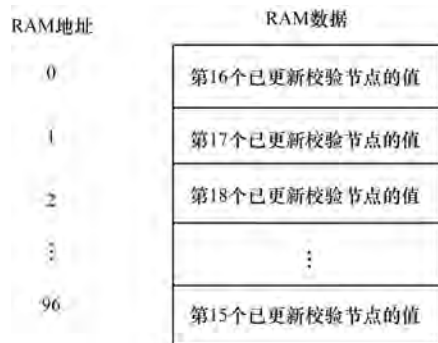 RAM地址 RAM数据
0 第16个已更新校验节点的值
1 第17个已更新校验节点的值
2 第18个已更新校验节点的值
⋮ ⋮
96 第15个已更新校验节点的值